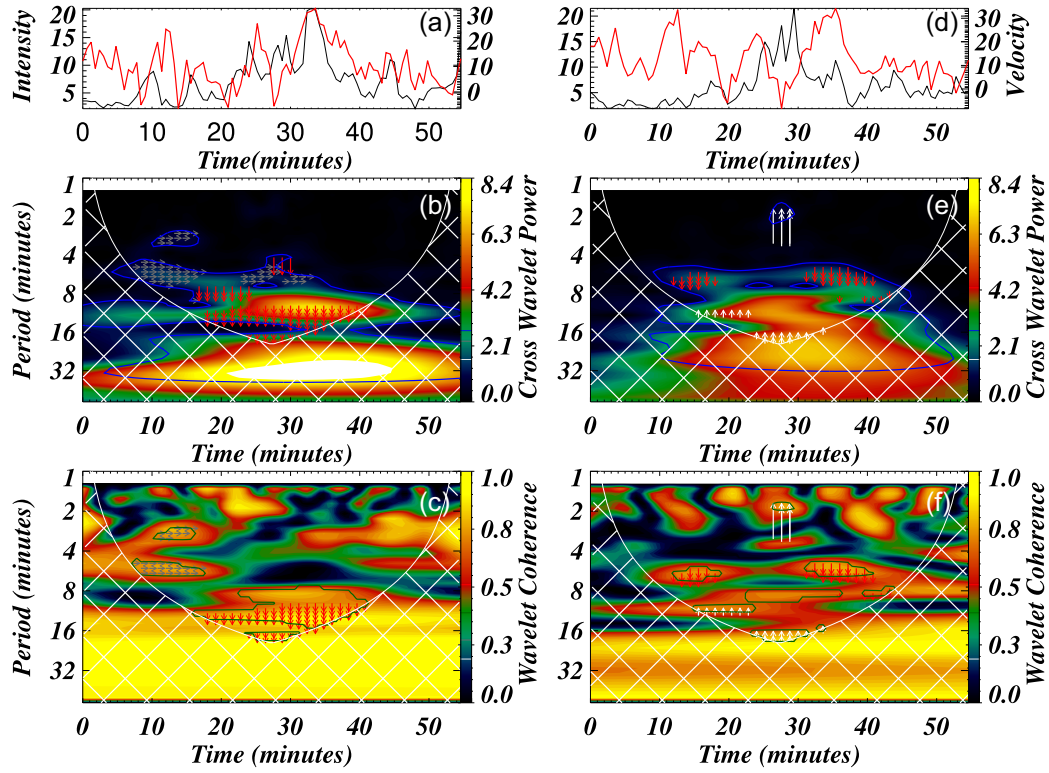 (a)
Intensity
20
15
10
5
0 10 20 30 40 50
Time(minutes)
30
20
10
0
(d)
20
15
10
5
0 10 20 30 40 50
Time(minutes)
30
20
10
0
Velocity
(b)
Period (minutes)
1
2
4
8
16
32
0 10 20 30 40 50
Time (minutes)
8.4
6.3
4.2
2.1
0.0
Cross Wavelet Power
(e)
1
2
4
8
16
32
0 10 20 30 40 50
Time (minutes)
8.4
6.3
4.2
2.1
0.0
Cross Wavelet Power
(c)
Period (minutes)
1
2
4
8
16
32
0 10 20 30 40 50
Time (minutes)
1.0
0.8
0.5
0.3
0.0
Wavelet Coherence
(f)
1
2
4
8
16
32
0 10 20 30 40 50
Time (minutes)
1.0
0.8
0.5
0.3
0.0
Wavelet Coherence